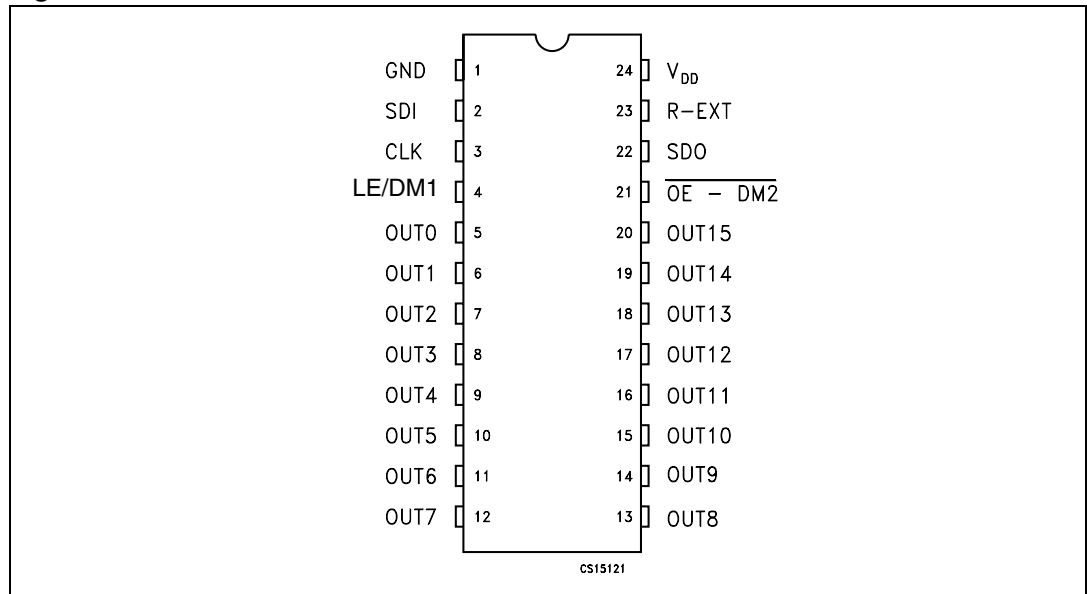 GND 1 24 VDD
SDI 2 23 R-EXT
CLK 3 22 SDO
LE/DM1 4 21 OE - DM2
OUT0 5 20 OUT15
OUT1 6 19 OUT14
OUT2 7 18 OUT13
OUT3 8 17 OUT12
OUT4 9 16 OUT11
OUT5 10 15 OUT10
OUT6 11 14 OUT9
OUT7 12 13 OUT8
CS15121